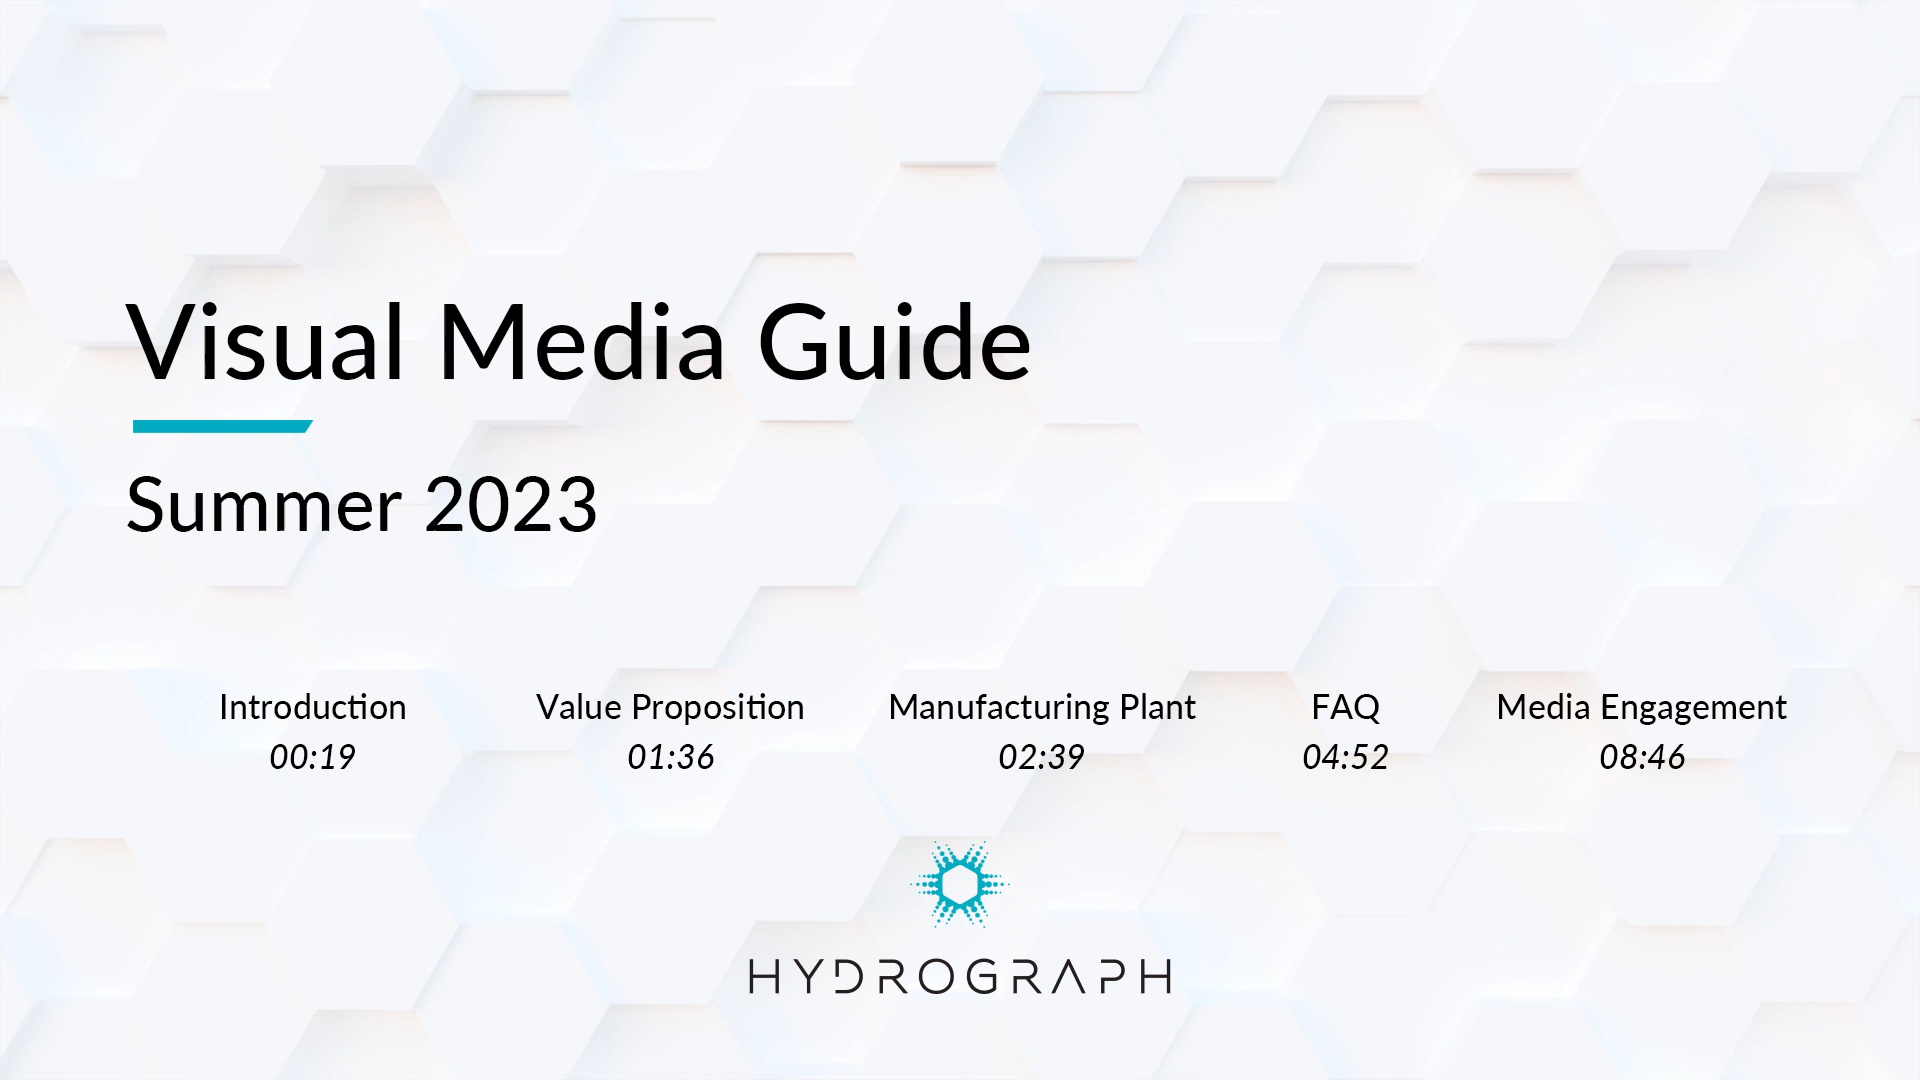 Visual Media Guide
Summer 2023
Introduction
00:19
Value Proposition
01:36
Manufacturing Plant
02:39
FAQ
04:52
Media Engagement
08:46
HYDROGRAPH